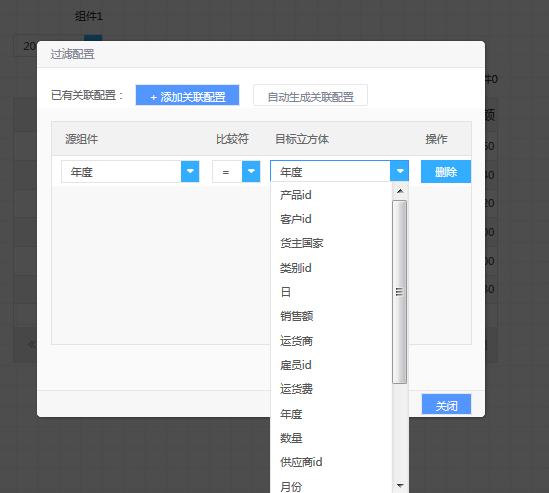 组件1
20
过滤配置
已有关联配置：
+ 添加关联配置
自动生成关联配置
件0
源组件 比较符 目标立方体 操作
额
年度 = 年度 删除
产品id
客户id
货主国家
类别id
日
销售额
运货商
雇员id
运货费
年度
数量
供应商id
月份
50
40
20
00
00
80
关闭